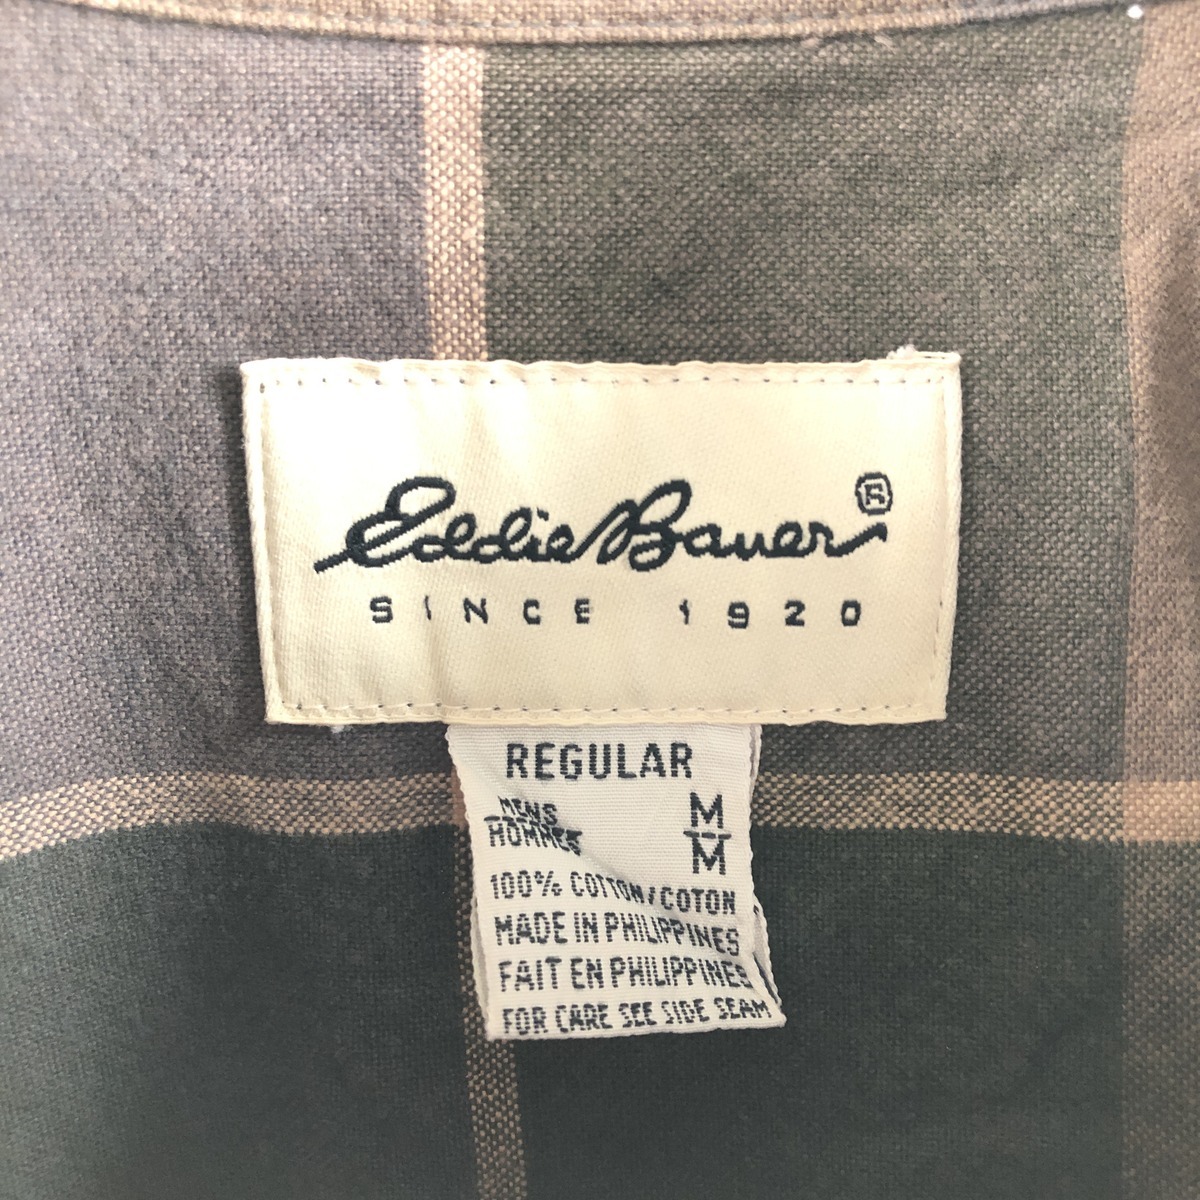 Eddie Bauer®
SINCE 1920
REGULAR
MENS M
HOMMES M
100% COTTON/COTON
MADE IN PHILIPPINES
FAIT EN PHILIPPINES
FOR CARE SEE SIDE SEAM